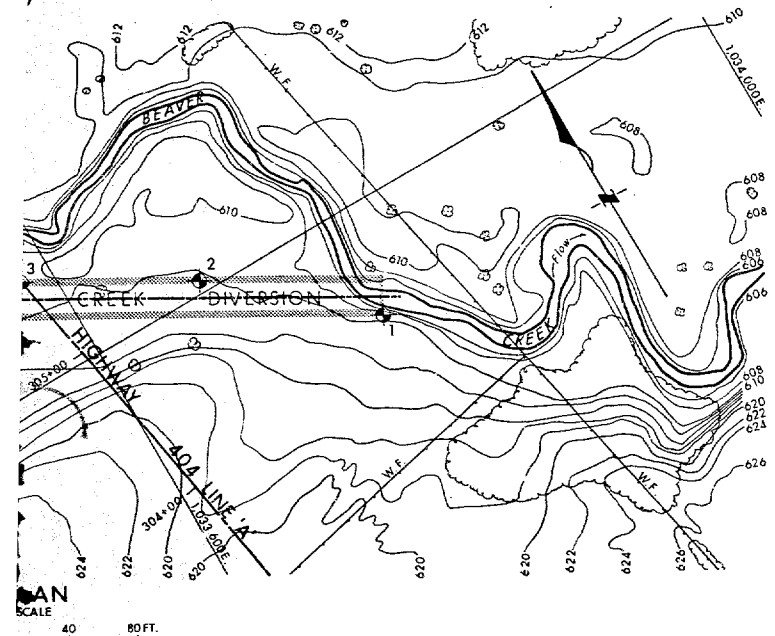 612
612
612
612
610
W.F.
1,034,000E.
BEAVER
608
608
608
610
610
Flow
608
606
606
3
2
CREEK DIVERSION
1
CREEK
HIGHWAY
404 LINE 'A'
305+00
304+00
1,033,600E.
W.F.
W.F.
608
610
620
622
624
626
624
622
620
620
620
620
622
624
626
AN
SCALE
40 80 FT.